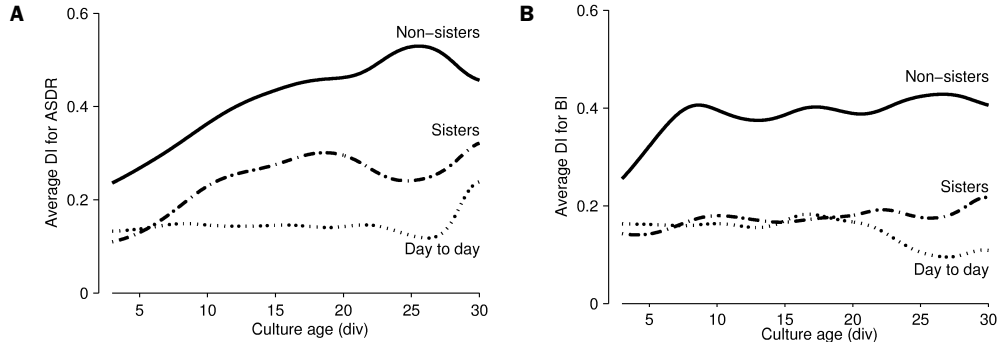 A
Average DI for ASDR
0.6
0.4
0.2
0
Non−sisters
Sisters
Day to day
5 10 15 20 25 30
Culture age (div)
B
Average DI for BI
0.6
0.4
0.2
0
Non−sisters
Sisters
Day to day
5 10 15 20 25 30
Culture age (div)